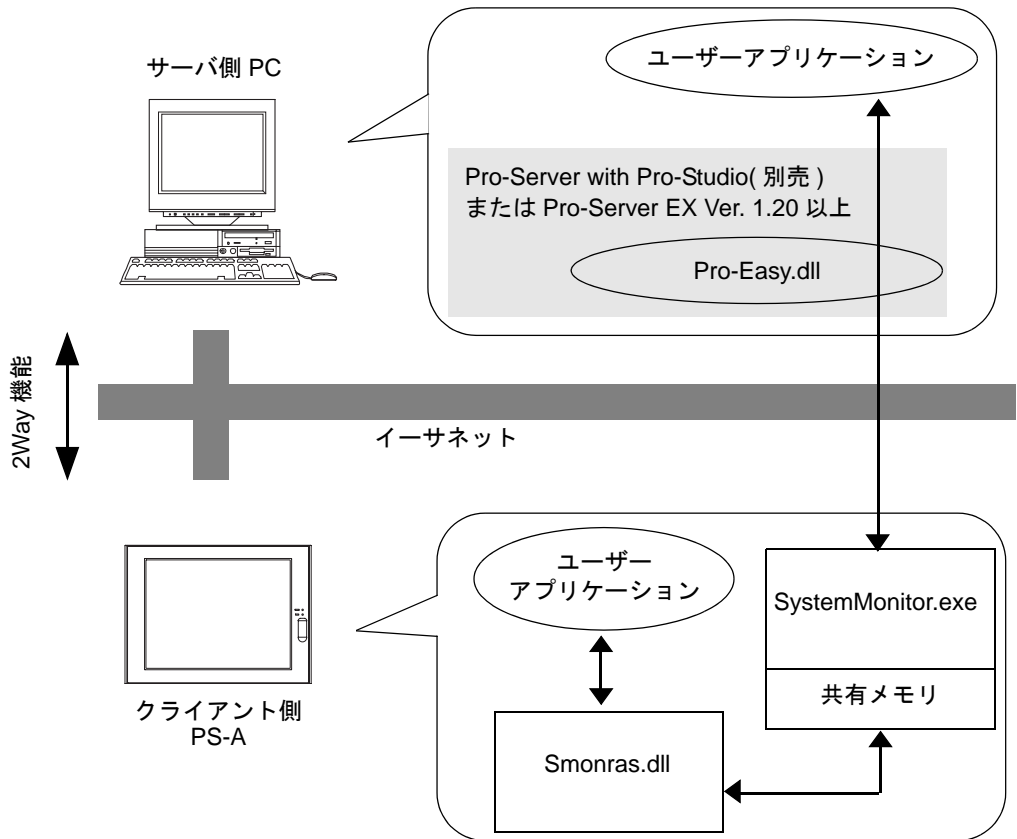 サーバ側 PC
ユーザーアプリケーション
Pro-Server with Pro-Studio( 別売 )
または Pro-Server EX Ver. 1.20 以上
Pro-Easy.dll
2Way 機能
イーサネット
クライアント側
PS-A
ユーザー
アプリケーション
SystemMonitor.exe
共有メモリ
Smonras.dll